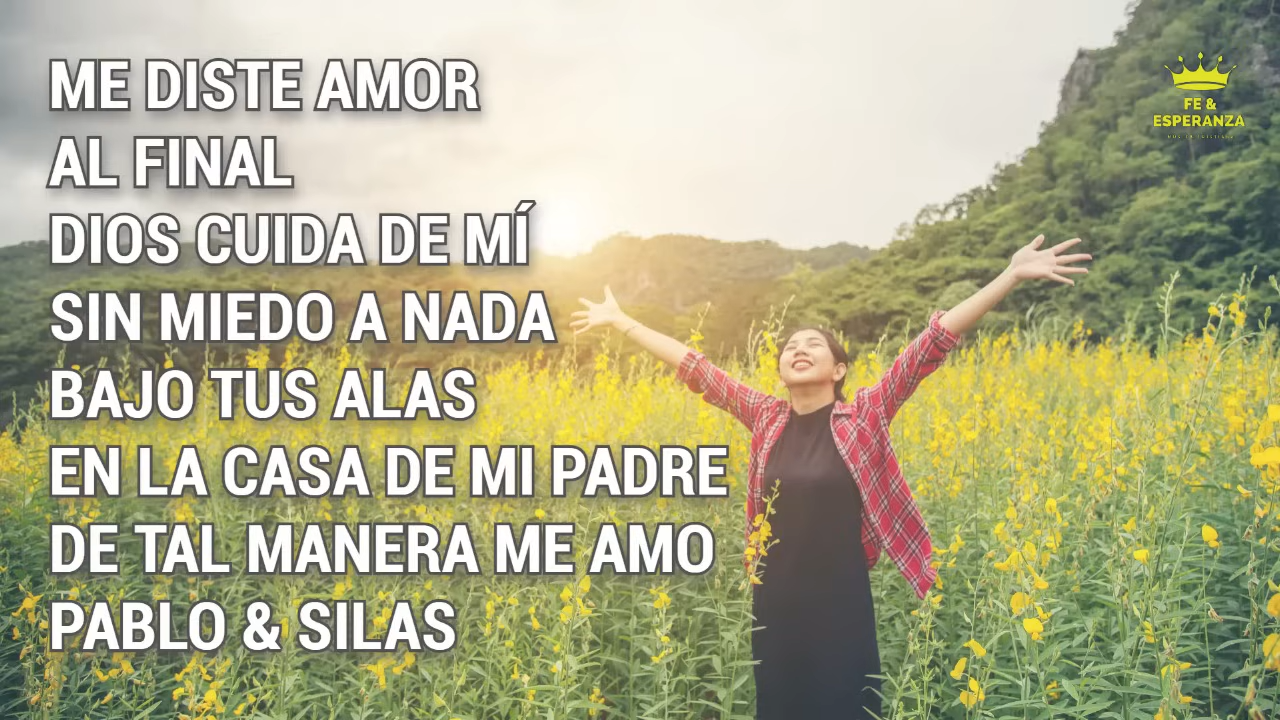 ME DISTE AMOR
AL FINAL
DIOS CUIDA DE MÍ
SIN MIEDO A NADA
BAJO TUS ALAS
EN LA CASA DE MI PADRE
DE TAL MANERA ME AMO
PABLO & SILAS
FE &
ESPERANZA